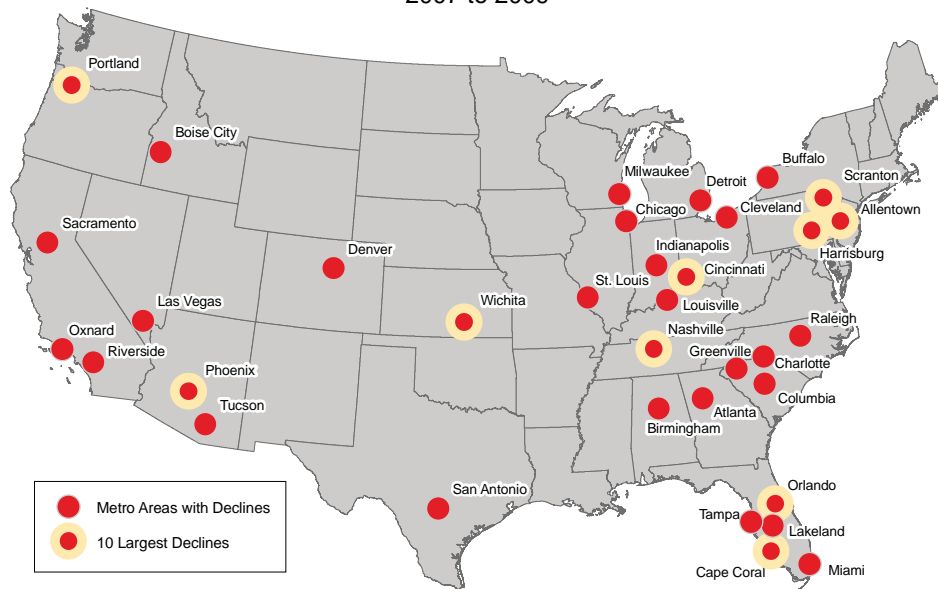 Portland
Boise City
Buffalo
Milwaukee
Scranton
Detroit
Allentown
Chicago
Cleveland
Sacramento
Indianapolis
Harrisburg
Denver
Cincinnati
St. Louis
Las Vegas
Wichita
Louisville
Raleigh
Oxnard
Nashville
Riverside
Greenville
Charlotte
Phoenix
Columbia
Tucson
Atlanta
Birmingham
San Antonio
Orlando
Metro Areas with Declines
Tampa
Lakeland
10 Largest Declines
Cape Coral
Miami